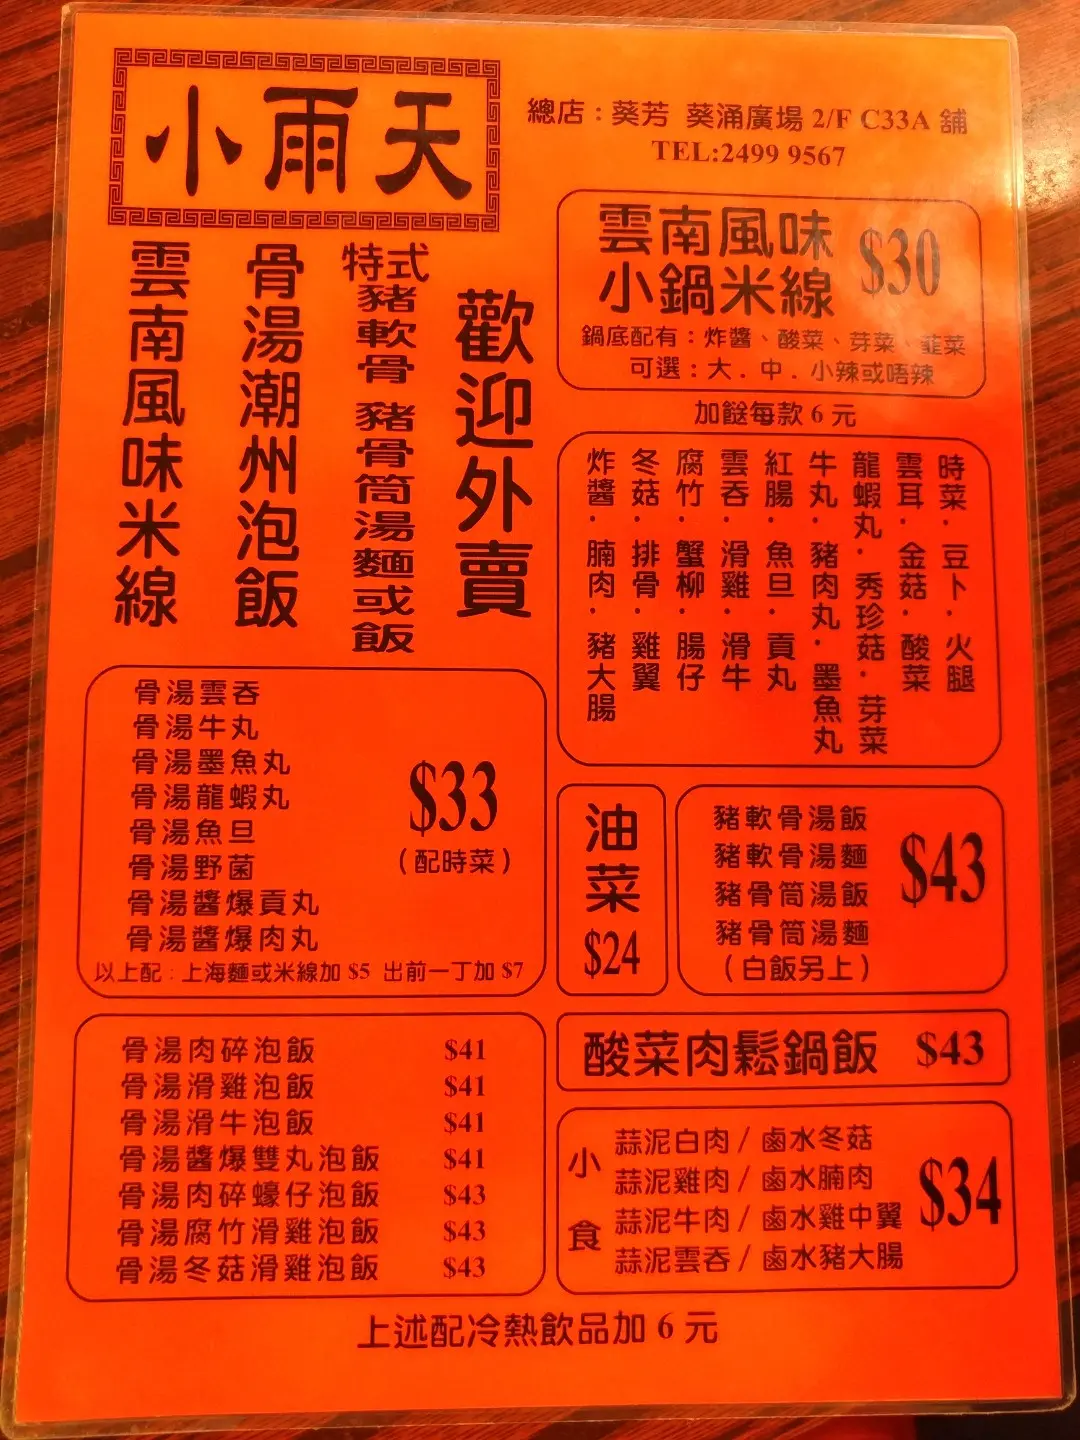 小雨天
總店：葵芳 葵涌廣場 2/F C33A 舖
TEL:2499 9567
雲南風味米線
骨湯潮州泡飯
特式
豬軟骨 豬骨筒湯麵或飯
歡迎外賣
雲南風味
小鍋米線
$30
鍋底配有：炸醬、酸菜、芽菜、韮菜
可選：大．中．小辣或唔辣
加餸每款 6 元
時菜．豆卜．火腿
雲耳．金菇．酸菜
龍蝦丸．秀珍菇．芽菜
牛丸．豬肉丸．墨魚丸
紅腸．魚旦．貢丸
雲吞．滑雞．滑牛
腐竹．蟹柳．腸仔
冬菇．排骨．雞翼
炸醬．腩肉．豬大腸
骨湯雲吞
骨湯牛丸
骨湯墨魚丸
骨湯龍蝦丸
骨湯魚旦
骨湯野菌
骨湯醬爆貢丸
骨湯醬爆肉丸
$33
（配時菜）
以上配：上海麵或米線加 $5 出前一丁加 $7
油菜
$24
豬軟骨湯飯
豬軟骨湯麵
豬骨筒湯飯
豬骨筒湯麵
（白飯另上）
$43
骨湯肉碎泡飯 $41
骨湯滑雞泡飯 $41
骨湯滑牛泡飯 $41
骨湯醬爆雙丸泡飯 $41
骨湯肉碎蠔仔泡飯 $43
骨湯腐竹滑雞泡飯 $43
骨湯冬菇滑雞泡飯 $43
酸菜肉鬆鍋飯 $43
小食
蒜泥白肉 / 鹵水冬菇
蒜泥雞肉 / 鹵水腩肉
蒜泥牛肉 / 鹵水雞中翼
蒜泥雲吞 / 鹵水豬大腸
$34
上述配冷熱飲品加 6 元